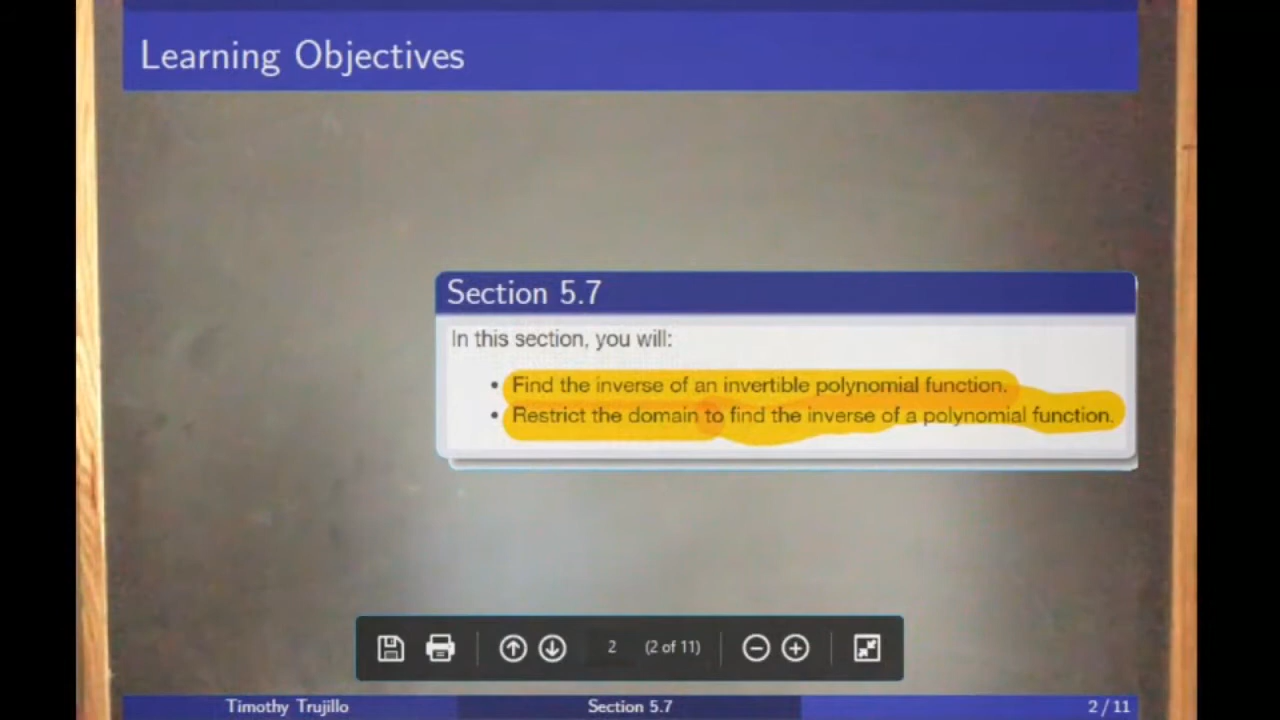 Learning Objectives
Section 5.7
In this section, you will:
• Find the inverse of an invertible polynomial function.
• Restrict the domain to find the inverse of a polynomial function.
2 (2 of 11)
Timothy Trujillo Section 5.7 2 / 11